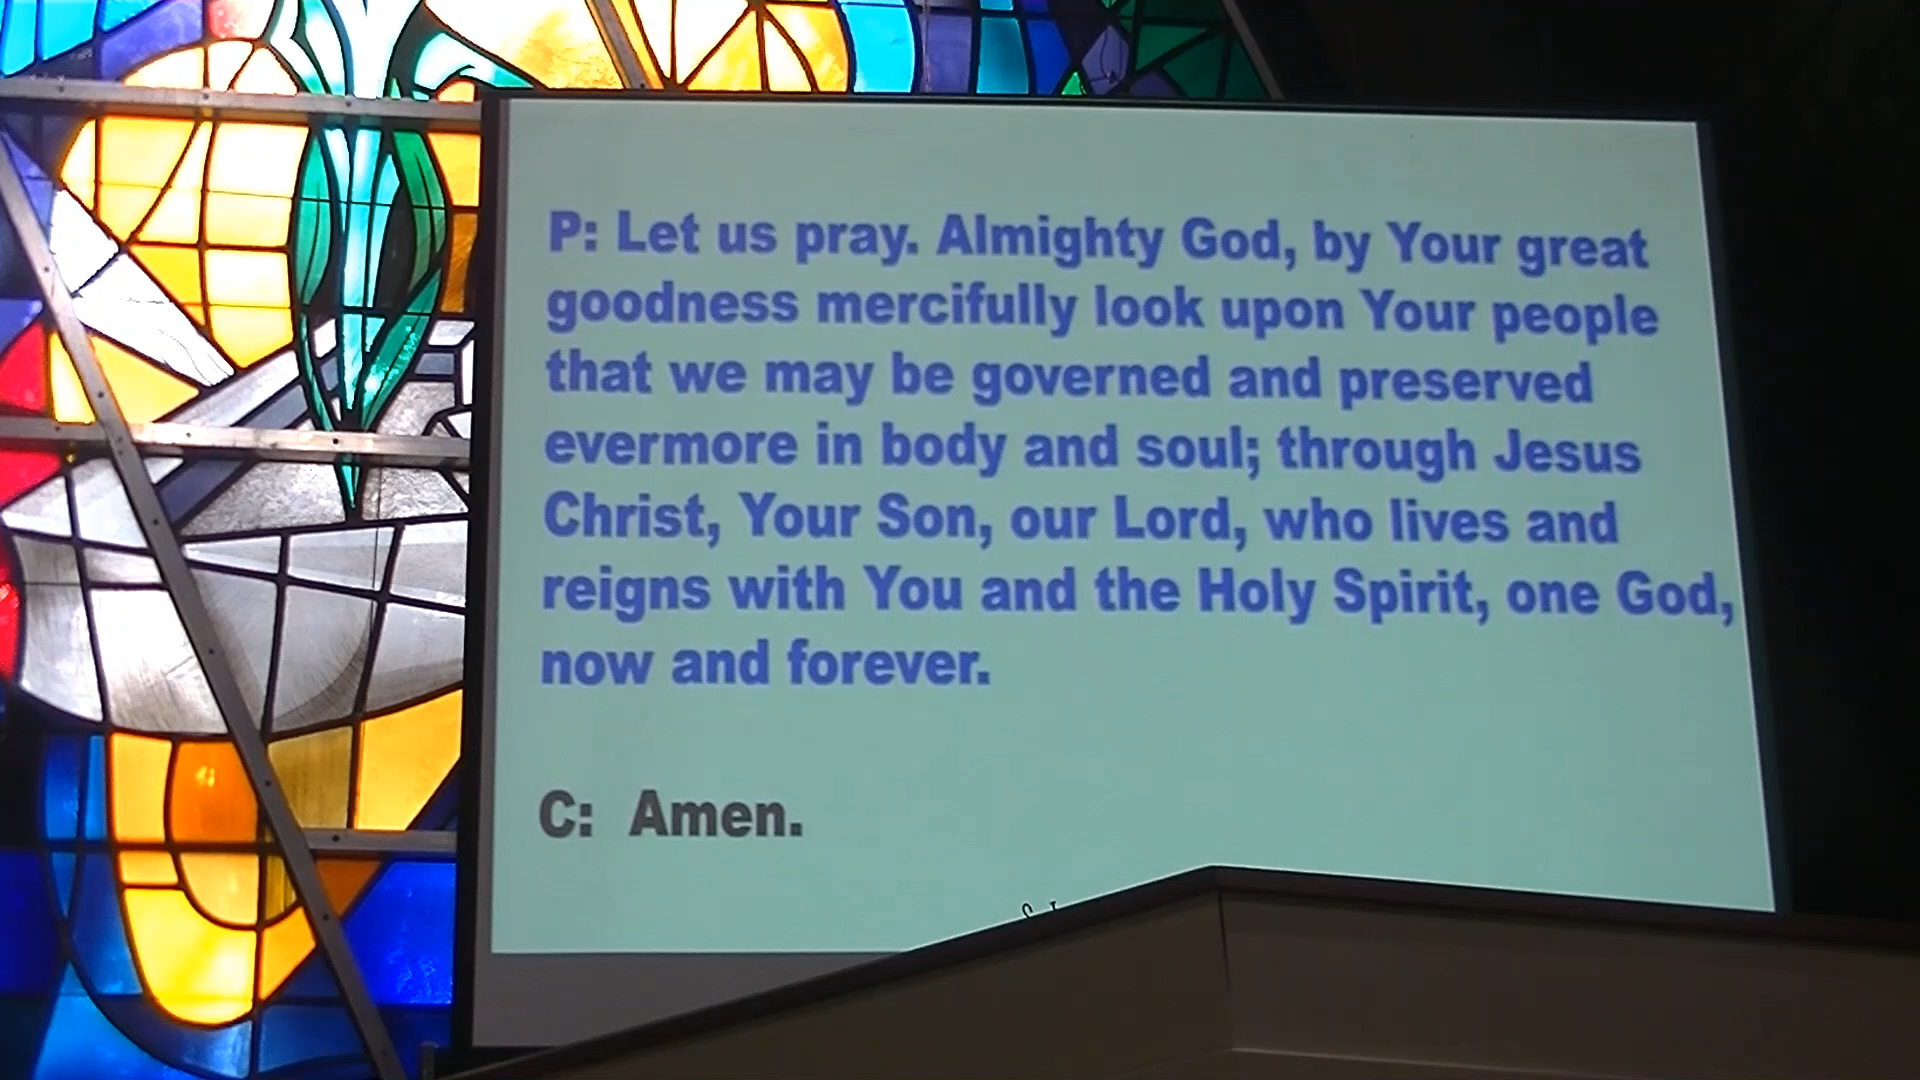 P: Let us pray. Almighty God, by Your great
goodness mercifully look upon Your people
that we may be governed and preserved
evermore in body and soul; through Jesus
Christ, Your Son, our Lord, who lives and
reigns with You and the Holy Spirit, one God,
now and forever.
C: Amen.